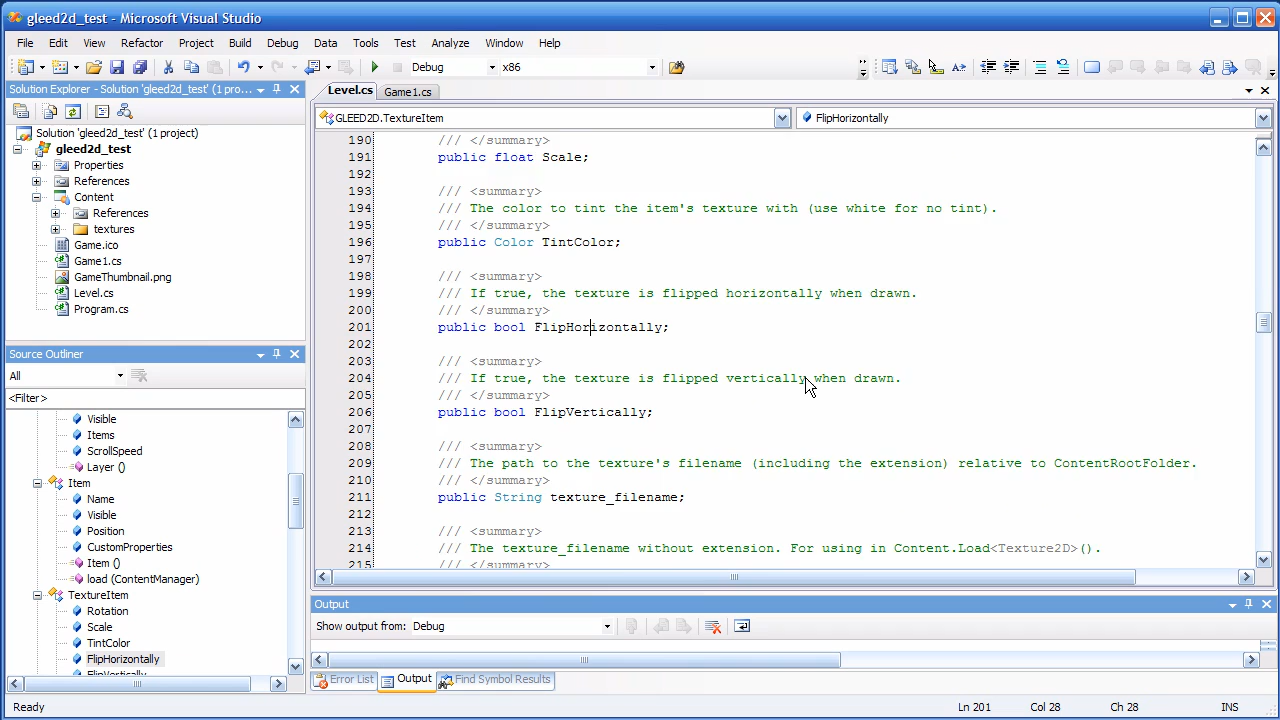 gleed2d_test - Microsoft Visual Studio
File Edit View Refactor Project Build Debug Data Tools Test Analyze Window Help
Debug x86
Solution Explorer - Solution 'gleed2d_test' (1 pro...
Solution 'gleed2d_test' (1 project)
gleed2d_test
Properties
References
Content
References
textures
Game.ico
Game1.cs
GameThumbnail.png
Level.cs
Program.cs
Source Outliner
All
<Filter>
Visible
Items
ScrollSpeed
Layer ()
Item
Name
Visible
Position
CustomProperties
Item ()
load (ContentManager)
TextureItem
Rotation
Scale
TintColor
FlipHorizontally
FlipVertically
Level.cs Game1.cs
GLEED2D.TextureItem FlipHorizontally
190 /// </summary>
191 public float Scale;
192
193 /// <summary>
194 /// The color to tint the item's texture with (use white for no tint).
195 /// </summary>
196 public Color TintColor;
197
198 /// <summary>
199 /// If true, the texture is flipped horizontally when drawn.
200 /// </summary>
201 public bool FlipHorizontally;
202
203 /// <summary>
204 /// If true, the texture is flipped vertically when drawn.
205 /// </summary>
206 public bool FlipVertically;
207
208 /// <summary>
209 /// The path to the texture's filename (including the extension) relative to ContentRootFolder.
210 /// </summary>
211 public String texture_filename;
212
213 /// <summary>
214 /// The texture_filename without extension. For using in Content.Load<Texture2D>().
215 /// </summary>
Output
Show output from: Debug
Error List Output Find Symbol Results
Ready Ln 201 Col 28 Ch 28 INS